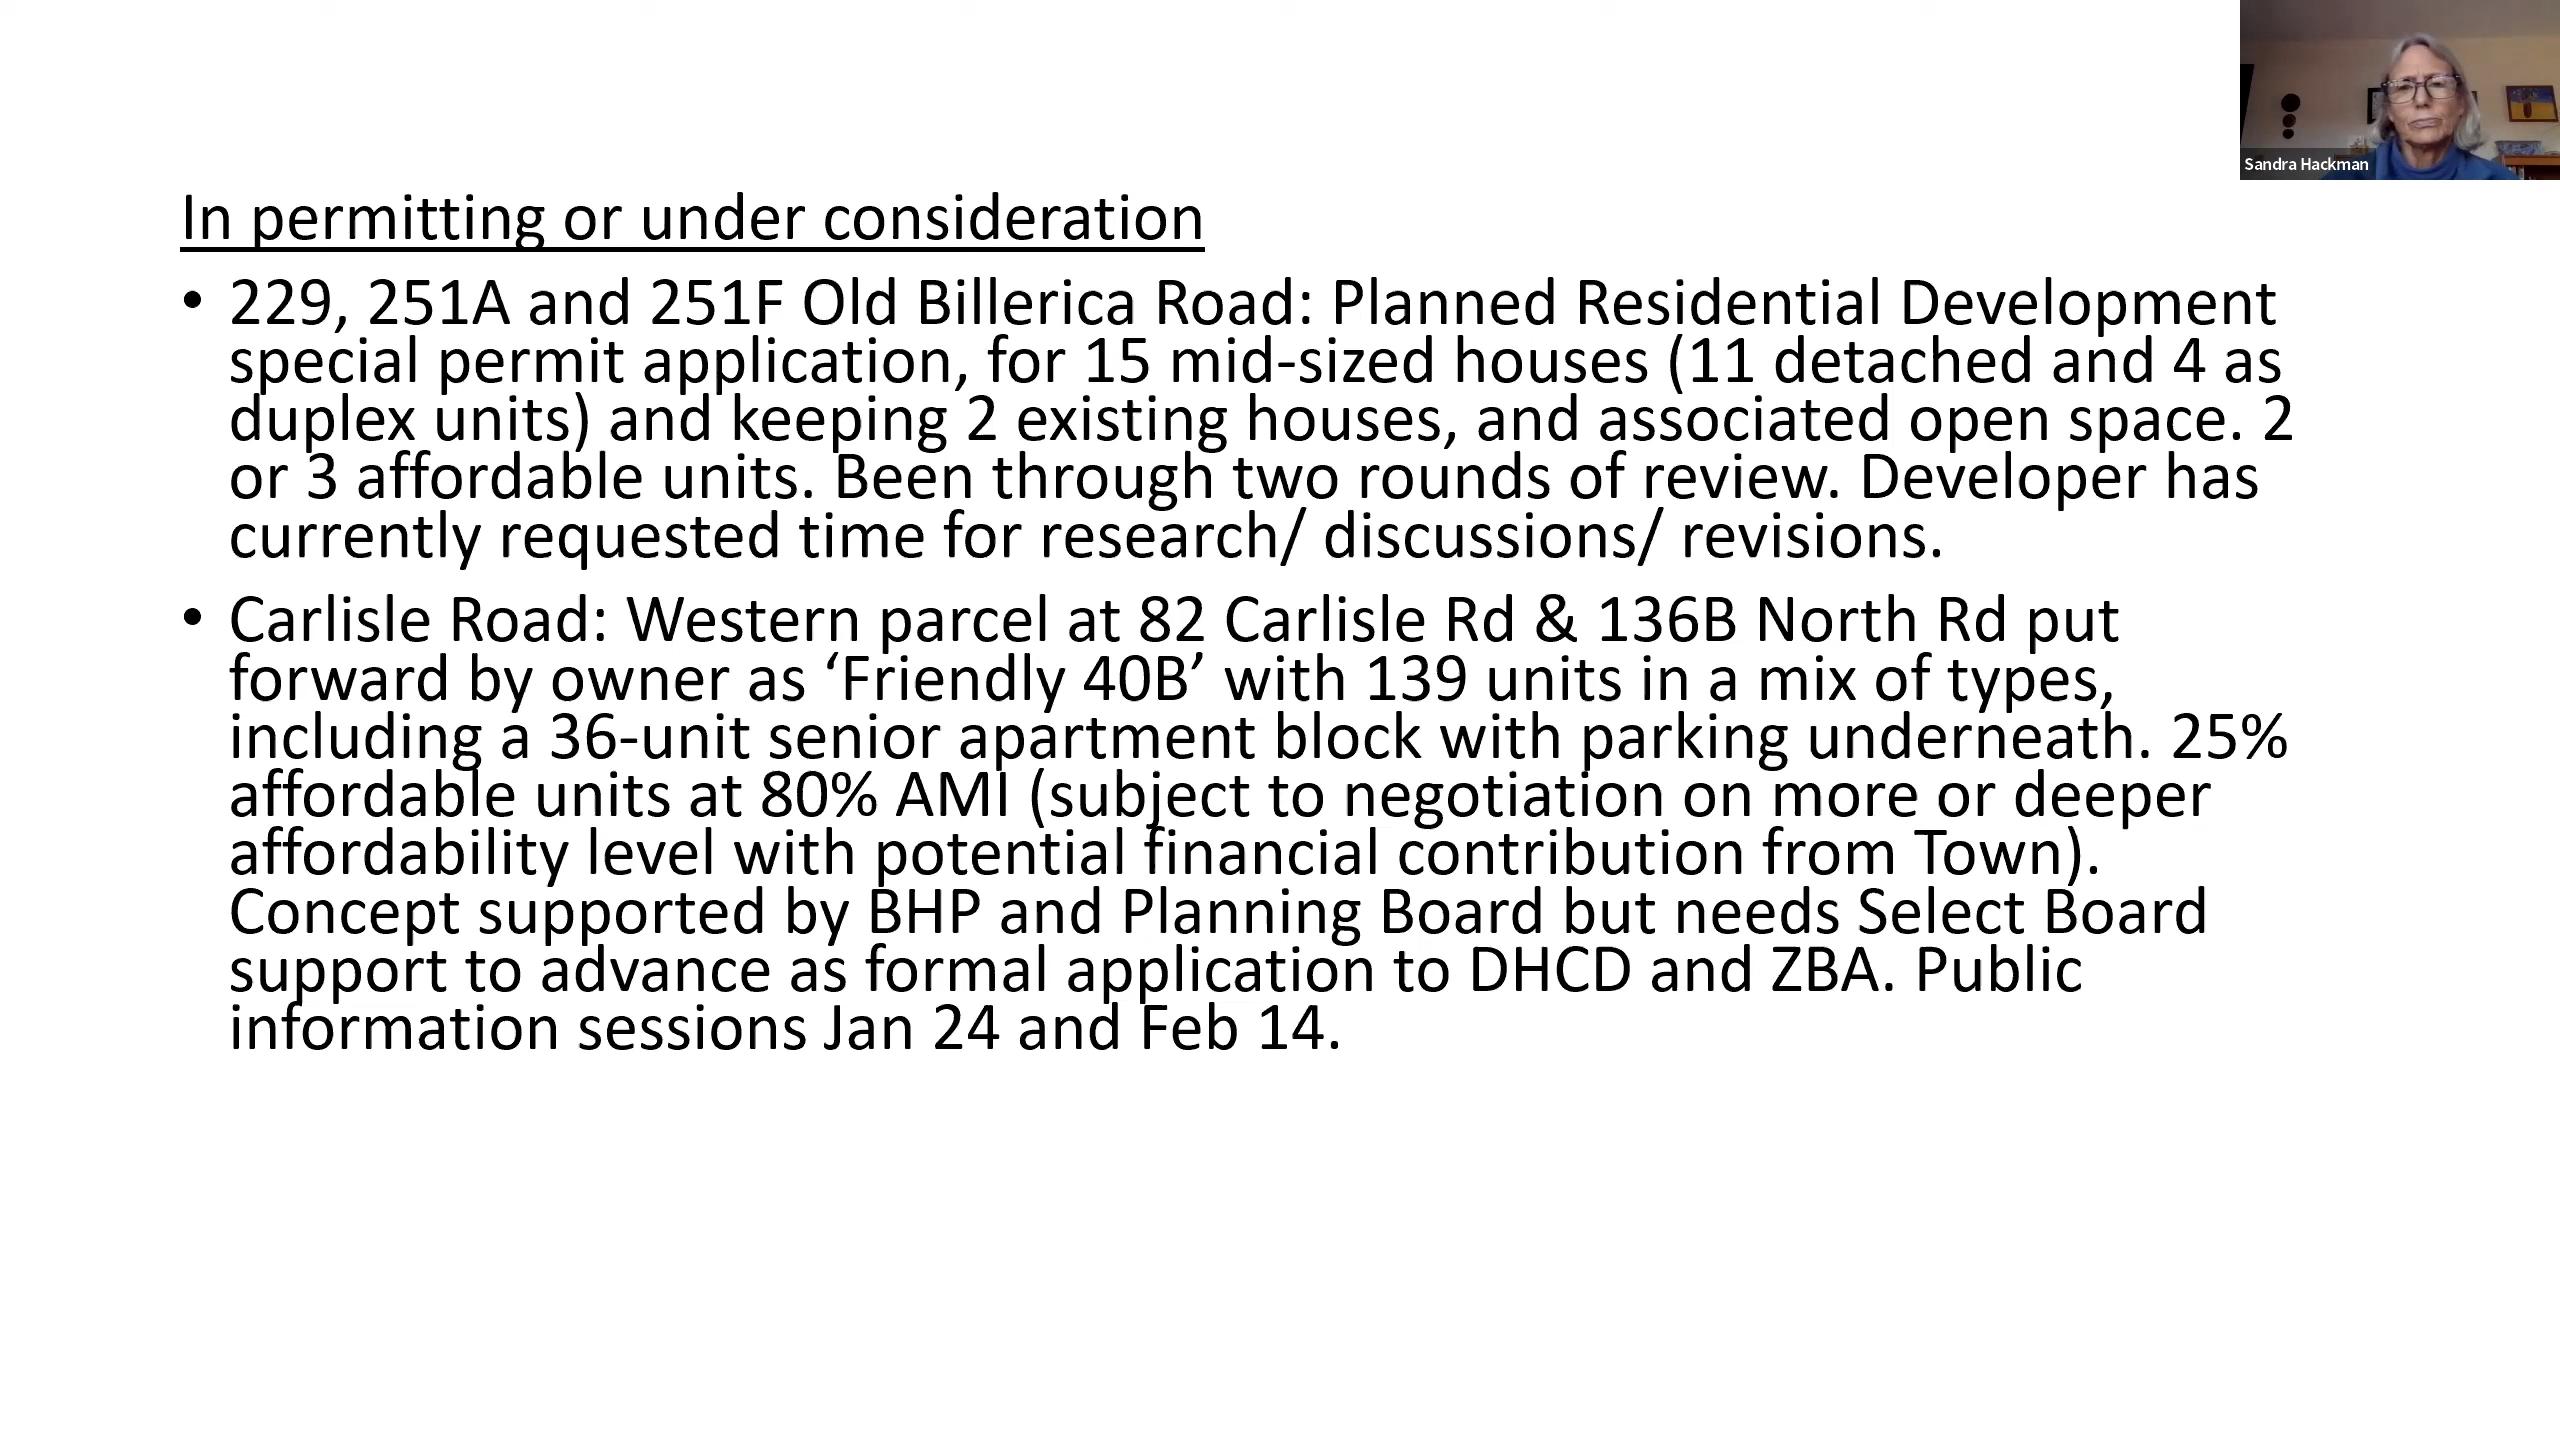 Sandra Hackman
In permitting or under consideration
• 229, 251A and 251F Old Billerica Road: Planned Residential Development
special permit application, for 15 mid-sized houses (11 detached and 4 as
duplex units) and keeping 2 existing houses, and associated open space. 2
or 3 affordable units. Been through two rounds of review. Developer has
currently requested time for research/ discussions/ revisions.
• Carlisle Road: Western parcel at 82 Carlisle Rd & 136B North Rd put
forward by owner as ‘Friendly 40B’ with 139 units in a mix of types,
including a 36-unit senior apartment block with parking underneath. 25%
affordable units at 80% AMI (subject to negotiation on more or deeper
affordability level with potential financial contribution from Town).
Concept supported by BHP and Planning Board but needs Select Board
support to advance as formal application to DHCD and ZBA. Public
information sessions Jan 24 and Feb 14.